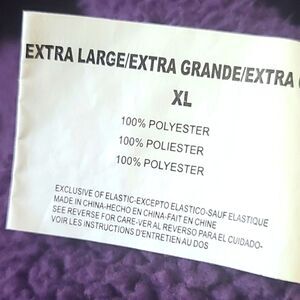 EXTRA LARGE/EXTRA GRANDE/EXTRA
XL
100% POLYESTER
100% POLIESTER
100% POLYESTER
EXCLUSIVE OF ELASTIC-EXCEPTO ELASTICO-SAUF ELASTIQUE
MADE IN CHINA-HECHO EN CHINA-FAIT EN CHINE
SEE REVERSE FOR CARE-VER AL REVERSO PARA EL CUIDADO-
VOIR LES INSTRUCTIONS D'ENTRETIEN AU DOS